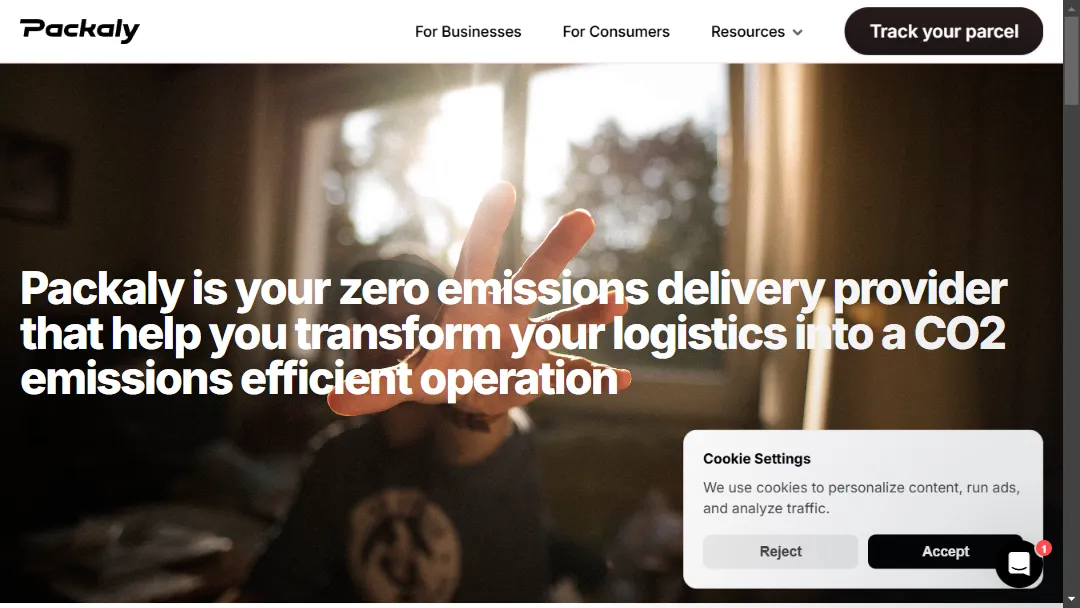 Packaly
For Businesses
For Consumers
Resources
Track your parcel
Packaly is your zero emissions delivery provider
that help you transform your logistics into a CO2
emissions efficient operation
Cookie Settings
We use cookies to personalize content, run ads,
and analyze traffic.
Reject
Accept
1